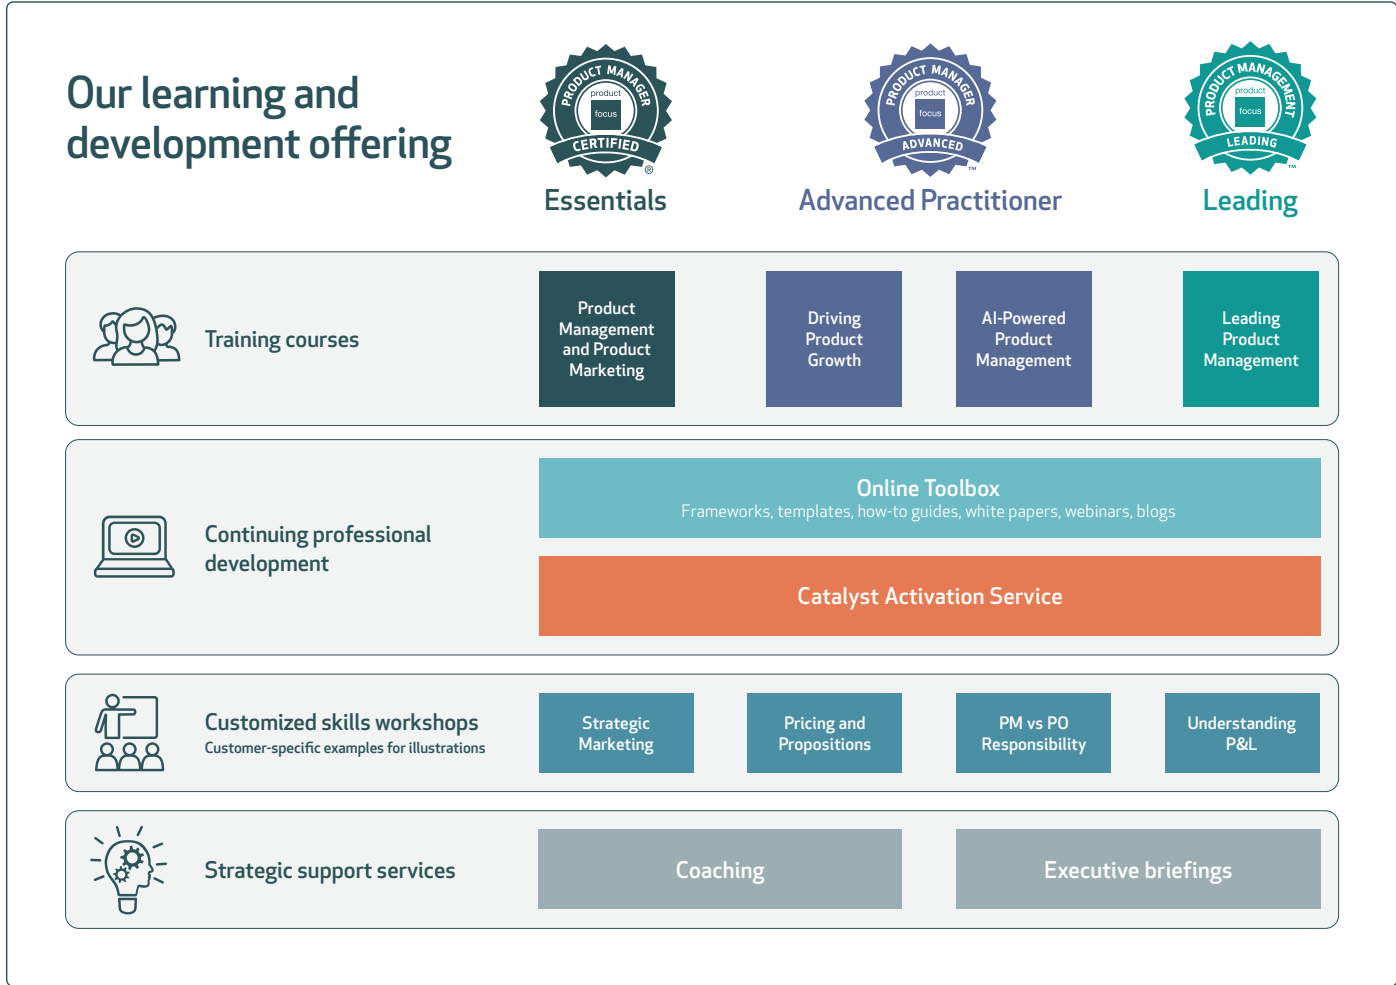 Our learning and
development offering
PRODUCT MANAGER
product
focus
CERTIFIED
®
Essentials
PRODUCT MANAGER
product
focus
ADVANCED
™
Advanced Practitioner
PRODUCT MANAGEMENT
product
focus
LEADING
™
Leading
Training courses
Product
Management
and Product
Marketing
Driving
Product
Growth
AI-Powered
Product
Management
Leading
Product
Management
Continuing professional
development
Online Toolbox
Frameworks, templates, how-to guides, white papers, webinars, blogs
Catalyst Activation Service
Customized skills workshops
Customer-specific examples for illustrations
Strategic
Marketing
Pricing and
Propositions
PM vs PO
Responsibility
Understanding
P&L
Strategic support services
Coaching
Executive briefings